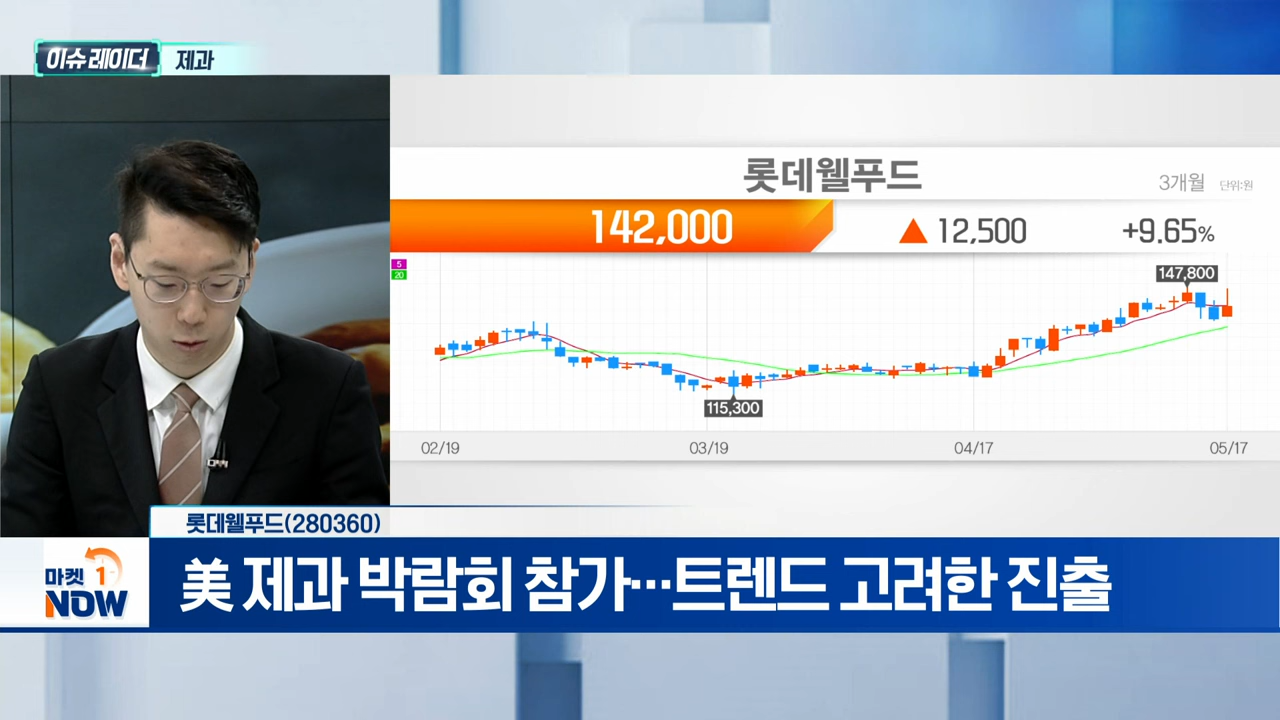 이슈 레이더 제과
롯데웰푸드
3개월 단위:원
142,000 ▲ 12,500 +9.65%
5
20
147,800
115,300
02/19 03/19 04/17 05/17
롯데웰푸드(280360)
마켓 1
NOW
美 제과 박람회 참가…트렌드 고려한 진출